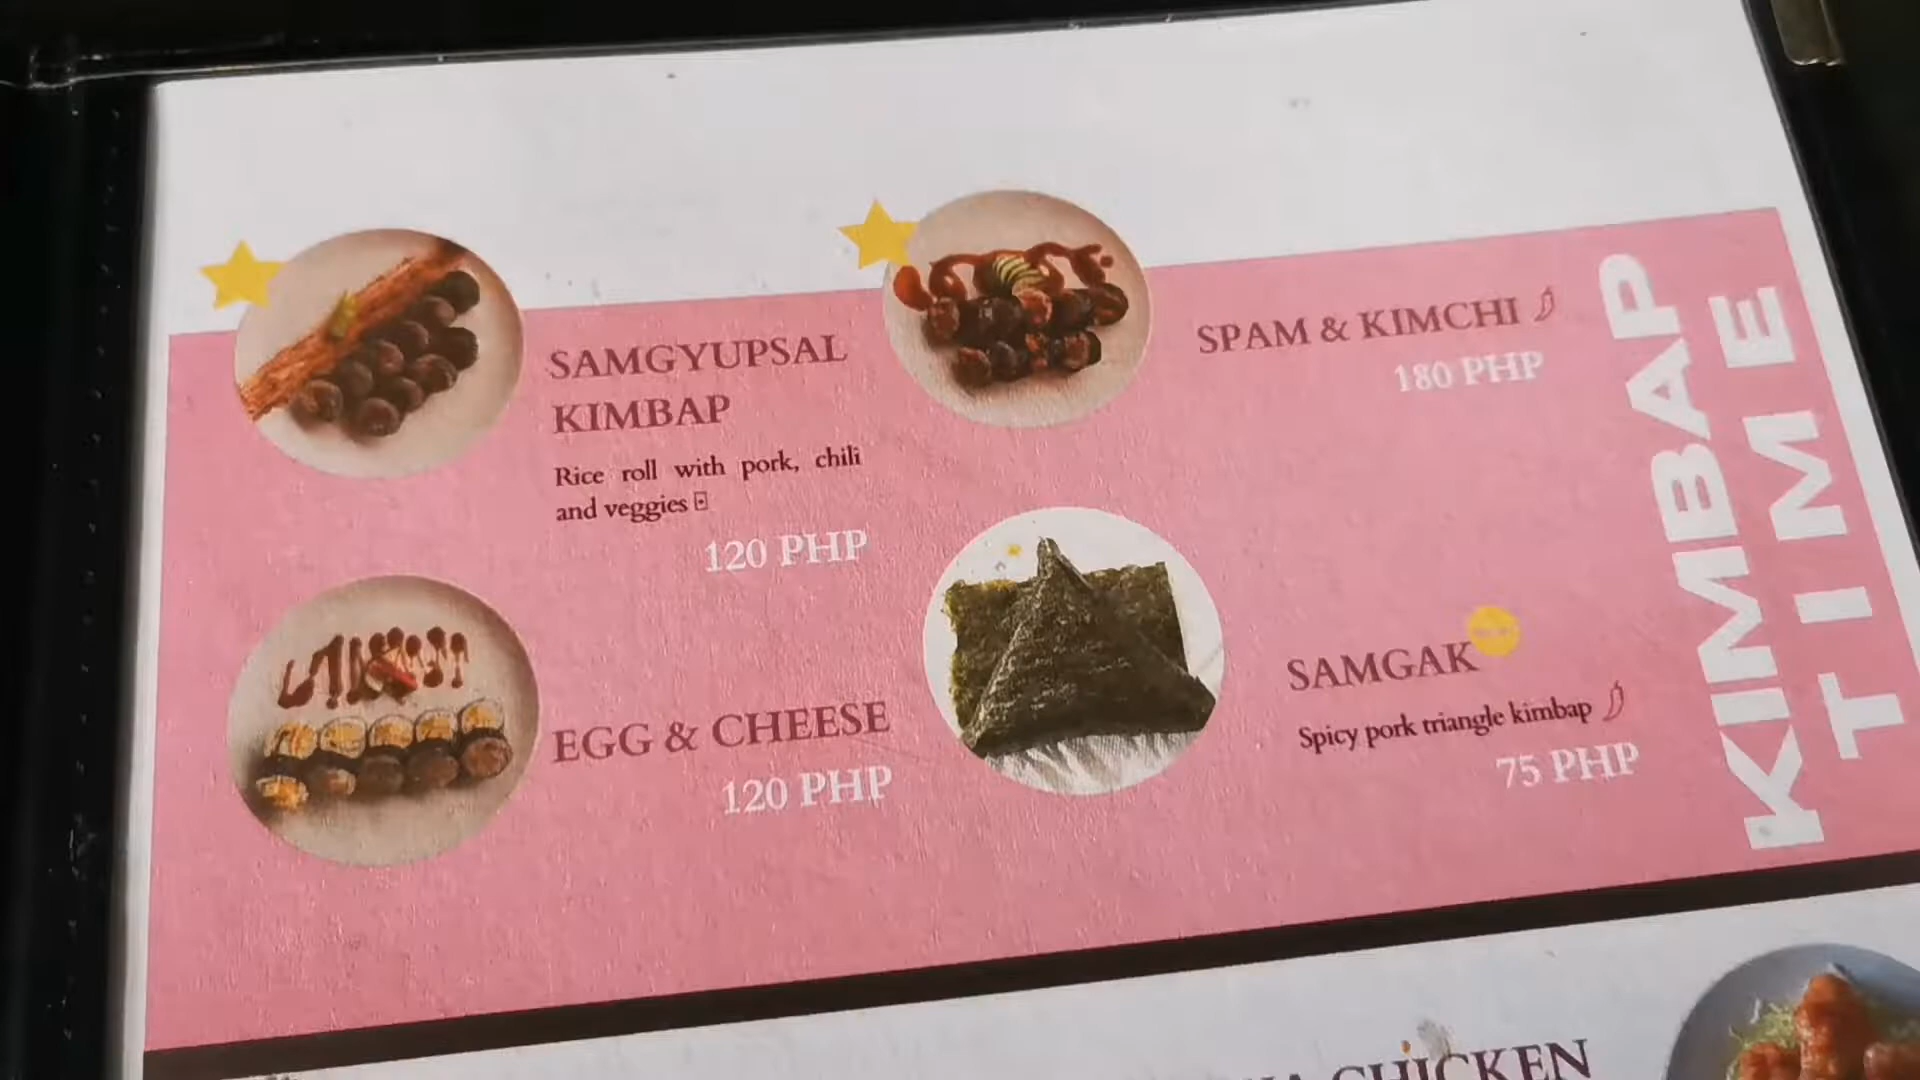 SAMGYUPSAL
KIMBAP
Rice roll with pork, chili
and veggies
120 PHP
SPAM & KIMCHI
180 PHP
EGG & CHEESE
120 PHP
SAMGAK
Spicy pork triangle kimbap
75 PHP
KIMBAP
TIME
CHICKEN